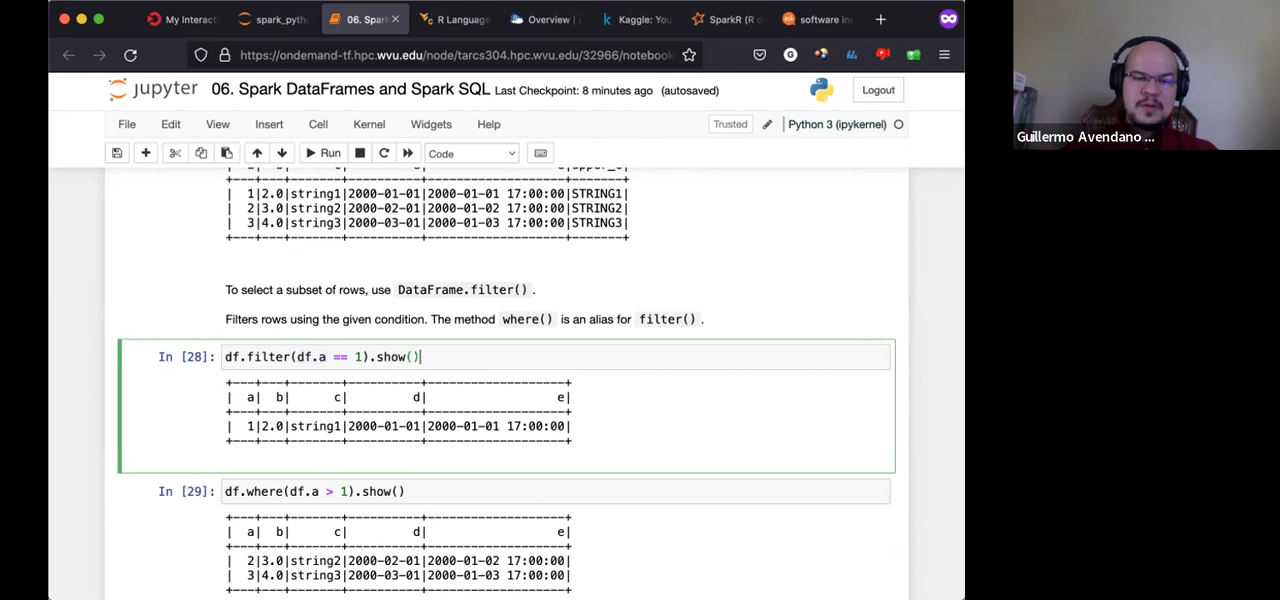 My Interact
spark_pytho
06. Spark
R Language
Overview | A
Kaggle: You
SparkR (R o
software ins
https://ondemand-tf.hpc.wvu.edu/node/tarcs304.hpc.wvu.edu/32966/notebook
jupyter 06. Spark DataFrames and Spark SQL Last Checkpoint: 8 minutes ago (autosaved)
Logout
File Edit View Insert Cell Kernel Widgets Help
Trusted
Python 3 (ipykernel)
Run
Code
+---+---+-------+----------+-------------------+-------+
| 1|2.0|string1|2000-01-01|2000-01-01 17:00:00|STRING1|
| 2|3.0|string2|2000-02-01|2000-01-02 17:00:00|STRING2|
| 3|4.0|string3|2000-03-01|2000-01-03 17:00:00|STRING3|
+---+---+-------+----------+-------------------+-------+
To select a subset of rows, use DataFrame.filter() .
Filters rows using the given condition. The method where() is an alias for filter() .
In [28]: df.filter(df.a == 1).show()
+---+---+-------+----------+-------------------+
| a| b| c| d| e|
+---+---+-------+----------+-------------------+
| 1|2.0|string1|2000-01-01|2000-01-01 17:00:00|
+---+---+-------+----------+-------------------+
In [29]: df.where(df.a > 1).show()
+---+---+-------+----------+-------------------+
| a| b| c| d| e|
+---+---+-------+----------+-------------------+
| 2|3.0|string2|2000-02-01|2000-01-02 17:00:00|
| 3|4.0|string3|2000-03-01|2000-01-03 17:00:00|
+---+---+-------+----------+-------------------+
Guillermo Avendano ...